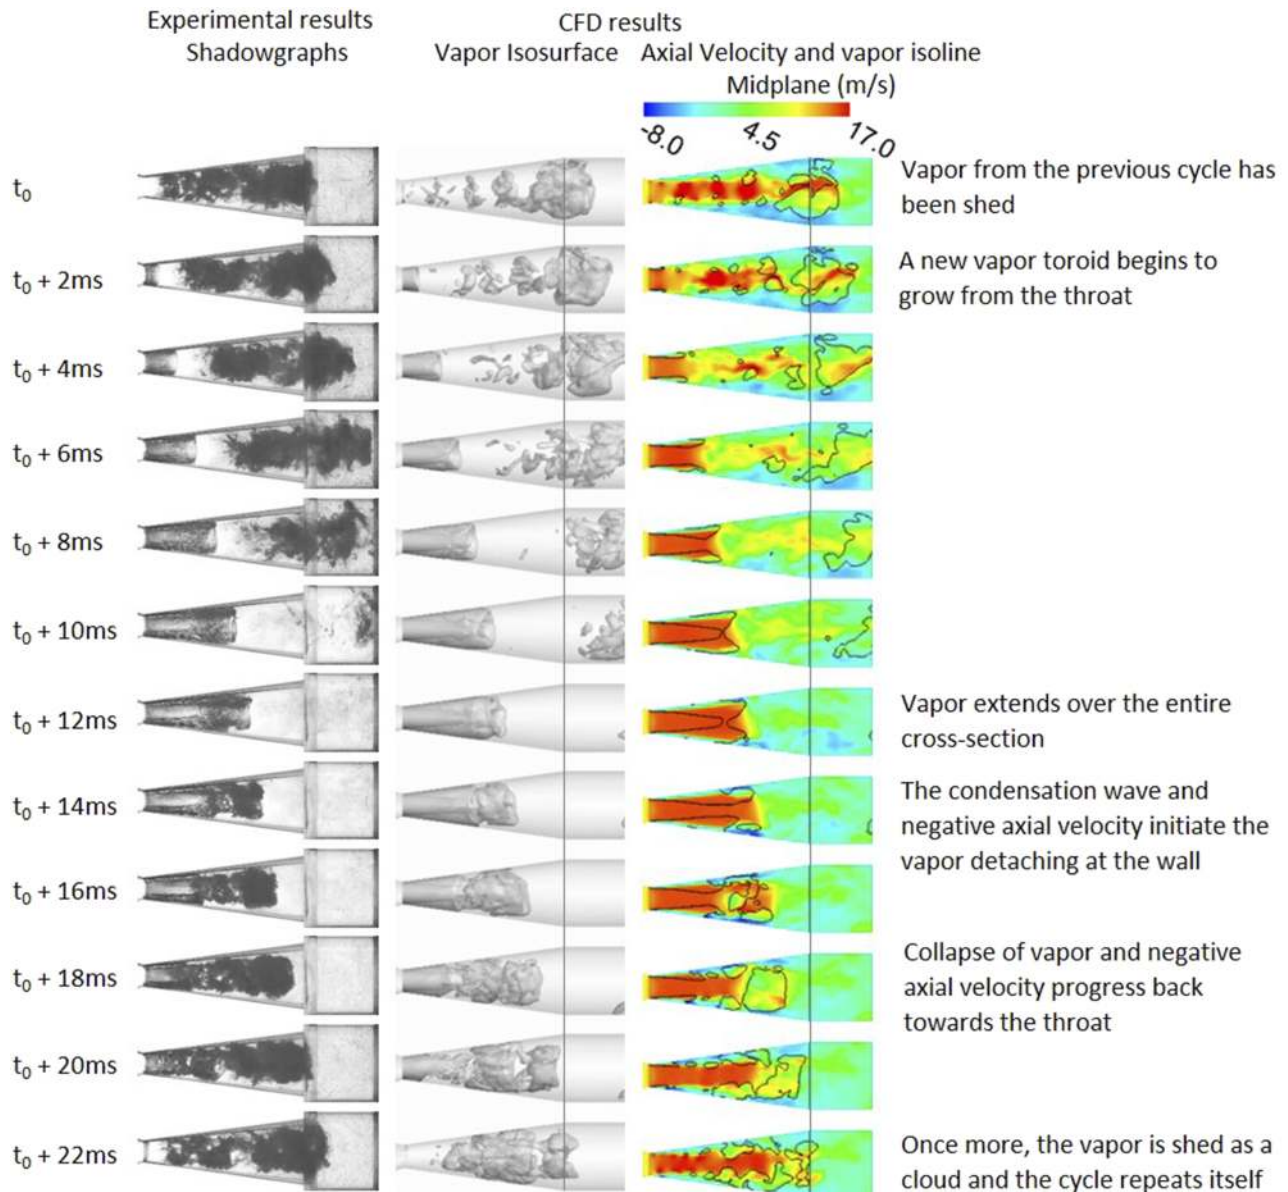 Experimental results
Shadowgraphs
CFD results
Vapor Isosurface
Axial Velocity and vapor isoline
Midplane (m/s)
-8.0
4.5
17.0
t0
Vapor from the previous cycle has
been shed
t0 + 2ms
A new vapor toroid begins to
grow from the throat
t0 + 4ms
t0 + 6ms
t0 + 8ms
t0 + 10ms
t0 + 12ms
Vapor extends over the entire
cross-section
t0 + 14ms
The condensation wave and
negative axial velocity initiate the
vapor detaching at the wall
t0 + 16ms
t0 + 18ms
Collapse of vapor and negative
axial velocity progress back
towards the throat
t0 + 20ms
t0 + 22ms
Once more, the vapor is shed as a
cloud and the cycle repeats itself